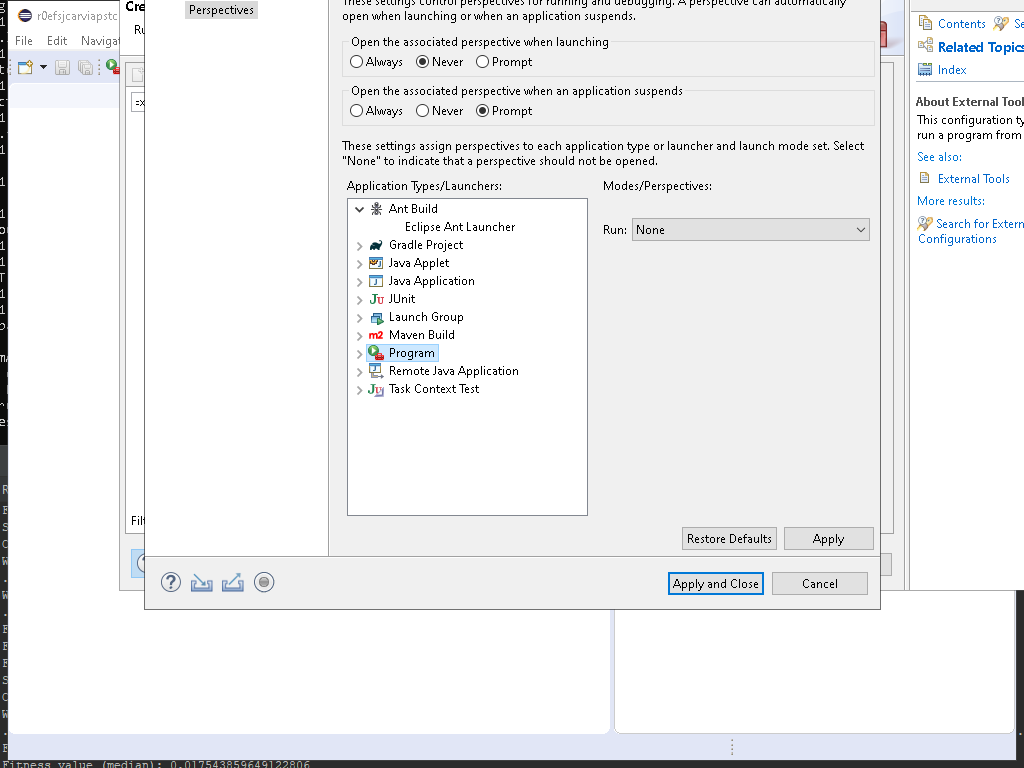 r0efsjcarviapstc
File Edit Navigat
Perspectives
These settings control perspectives for running and debugging. A perspective can automatically
open when launching or when an application suspends.
Open the associated perspective when launching
Always Never Prompt
Open the associated perspective when an application suspends
Always Never Prompt
These settings assign perspectives to each application type or launcher and launch mode set. Select
"None" to indicate that a perspective should not be opened.
Application Types/Launchers:
Modes/Perspectives:
Ant Build
Eclipse Ant Launcher
Gradle Project
Java Applet
Java Application
JUnit
Launch Group
Maven Build
Program
Remote Java Application
Task Context Test
Run: None
Restore Defaults Apply
Apply and Close Cancel
Contents Se
Related Topics
Index
About External Tool
This configuration ty
run a program from
See also:
External Tools
More results:
Search for Extern
Configurations
Fitness value (median): 0.017543859649122806